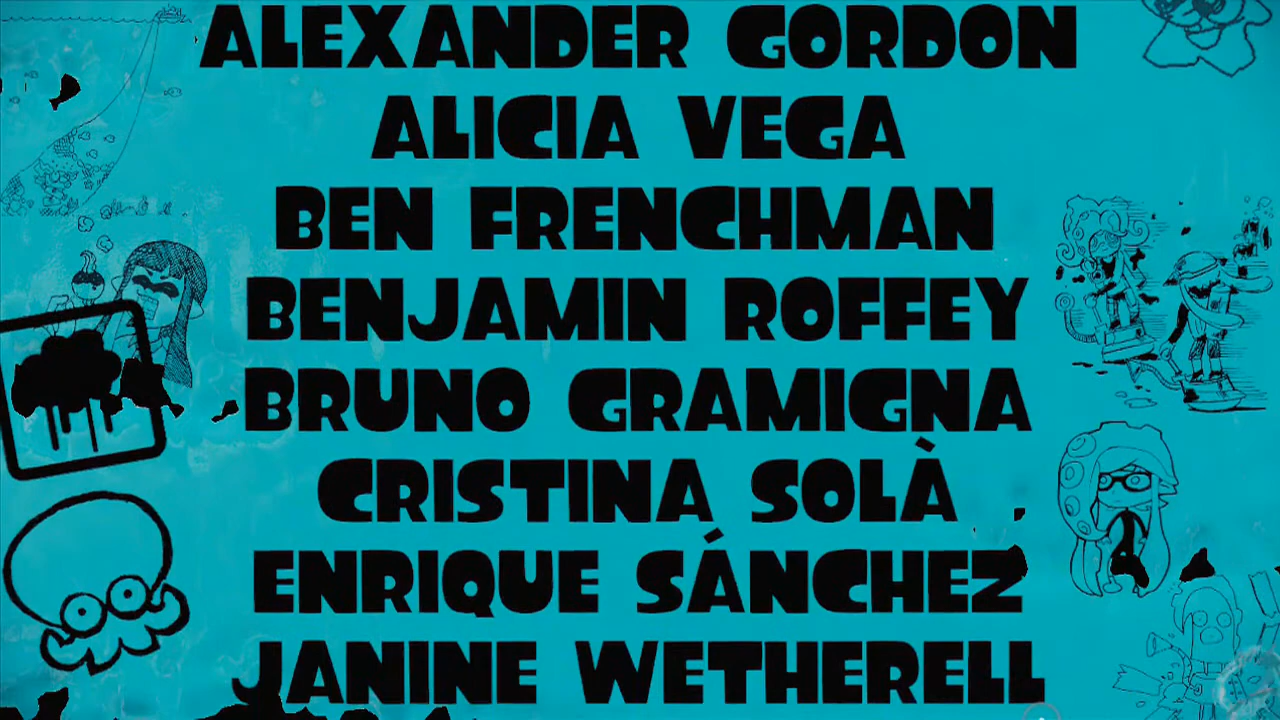 ALEXANDER GORDON
ALICIA VEGA
BEN FRENCHMAN
BENJAMIN ROFFEY
BRUNO GRAMIGNA
CRISTINA SOLÀ
ENRIQUE SÁNCHEZ
JANINE WETHERELL